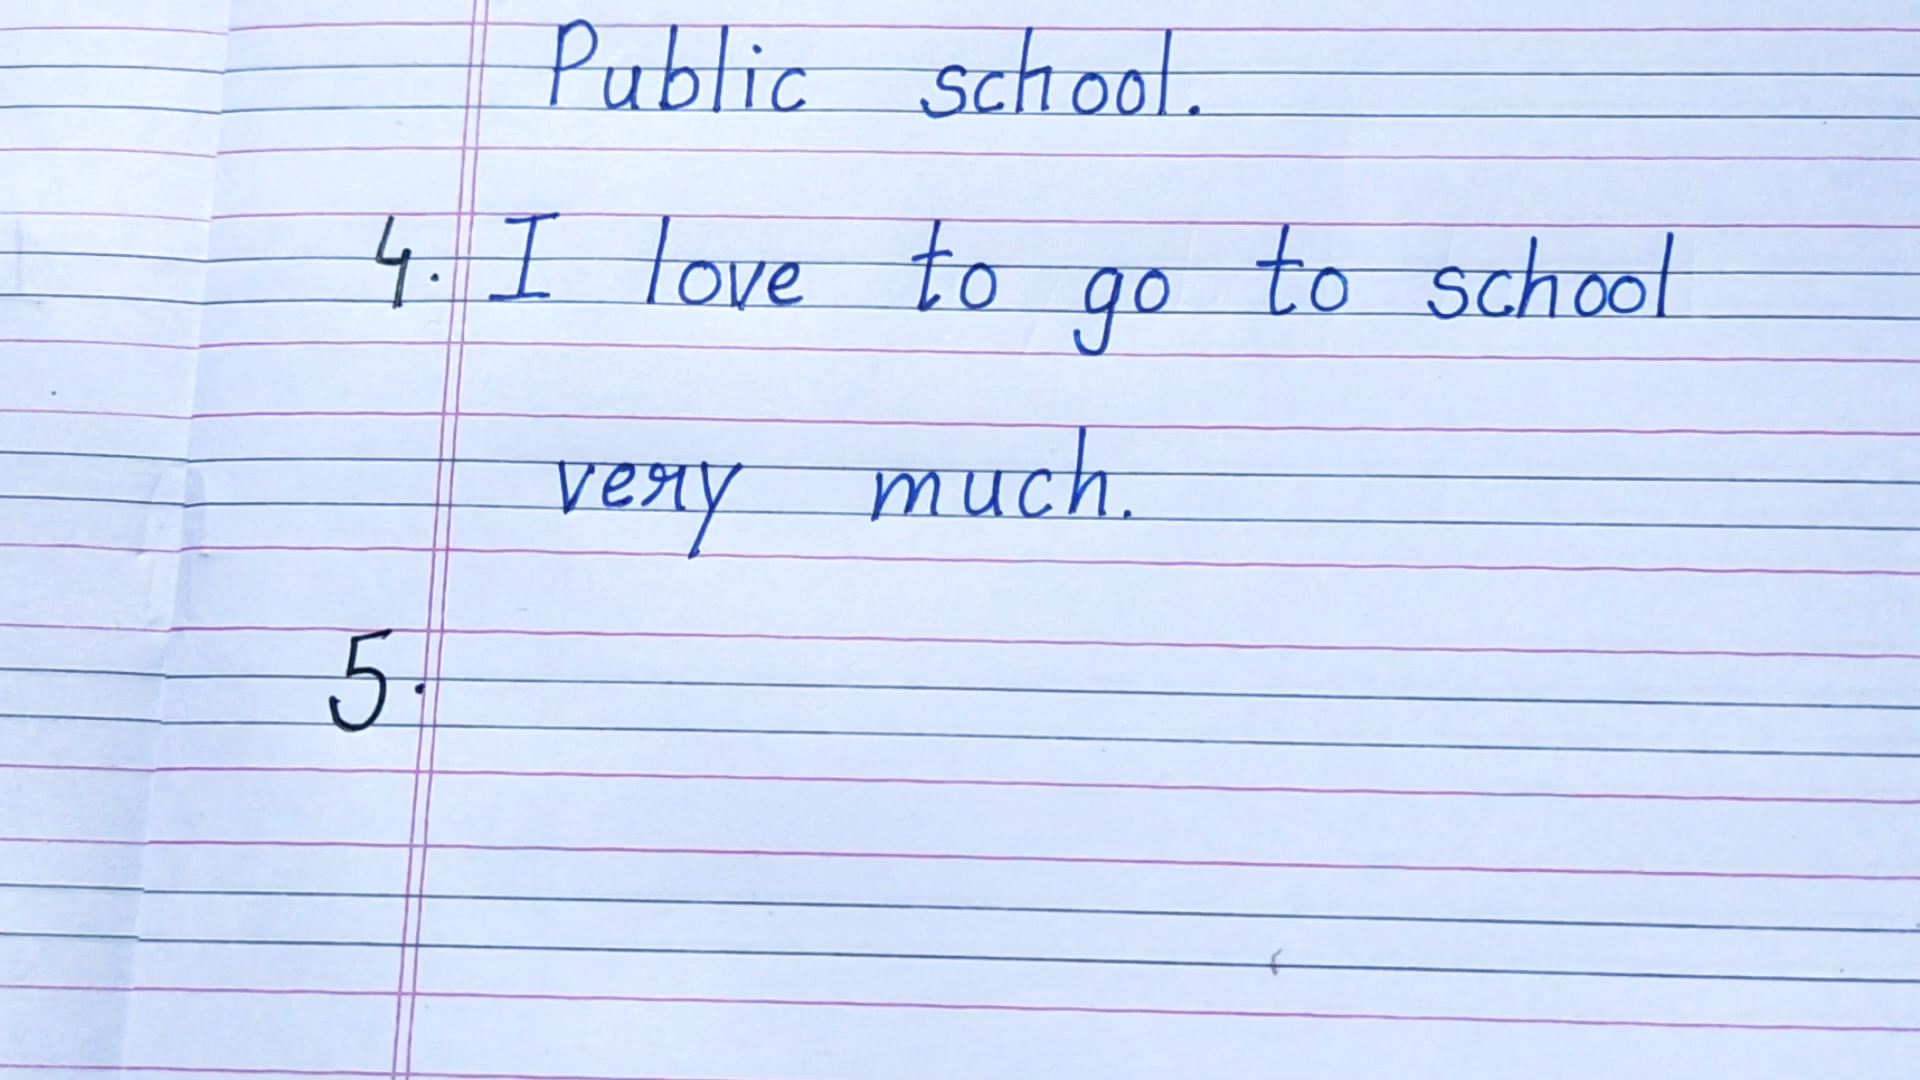 Public school.
4. I love to go to school
very much.
5.